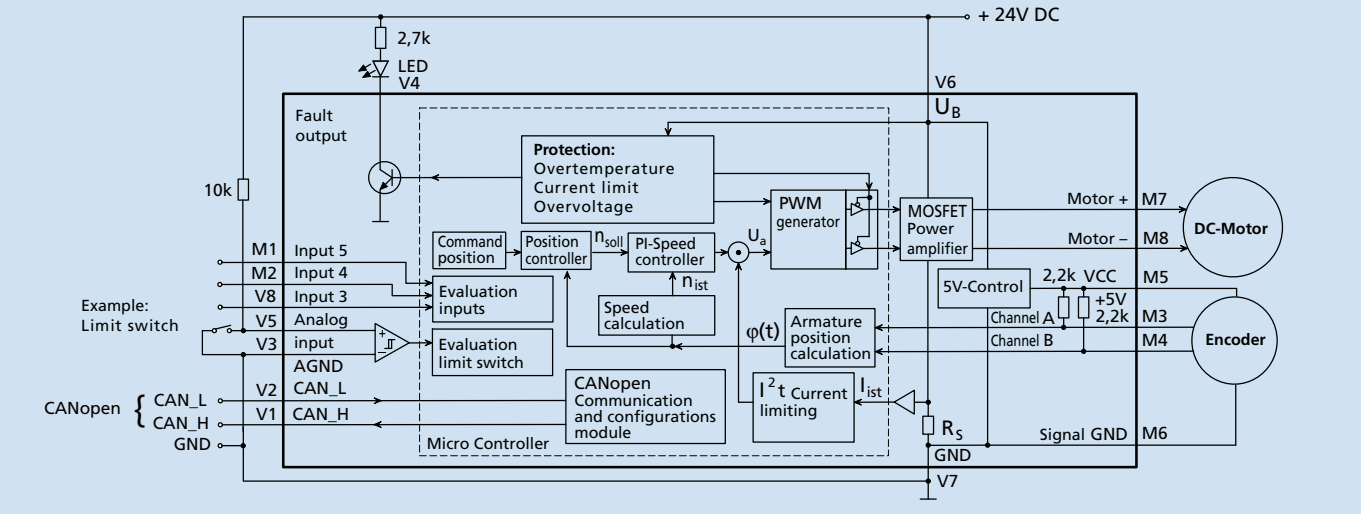 + 24V DC
2,7k
LED
V4
V6
Fault
output
U_B
10k
Protection:
Overtemperature
Current limit
Overvoltage
PWM
generator
MOSFET
Power
amplifier
Motor +
M7
Motor –
M8
DC-Motor
Command
position
Position
controller
n_soll
PI-Speed
controller
U_a
n_ist
M1
Input 5
M2
Input 4
V8
Input 3
V5
Analog
V3
input
AGND
Example:
Limit switch
Evaluation
inputs
Evaluation
limit switch
Speed
calculation
φ(t)
Armature
position
calculation
5V-Control
2,2k
VCC
M5
+5V
2,2k
Channel A
M3
Channel B
M4
Encoder
CANopen
{
CAN_L
V2
CAN_L
CAN_H
V1
CAN_H
GND
CANopen
Communication
and configurations
module
I²t Current
limiting
I_ist
R_S
Signal GND
M6
GND
V7
Micro Controller